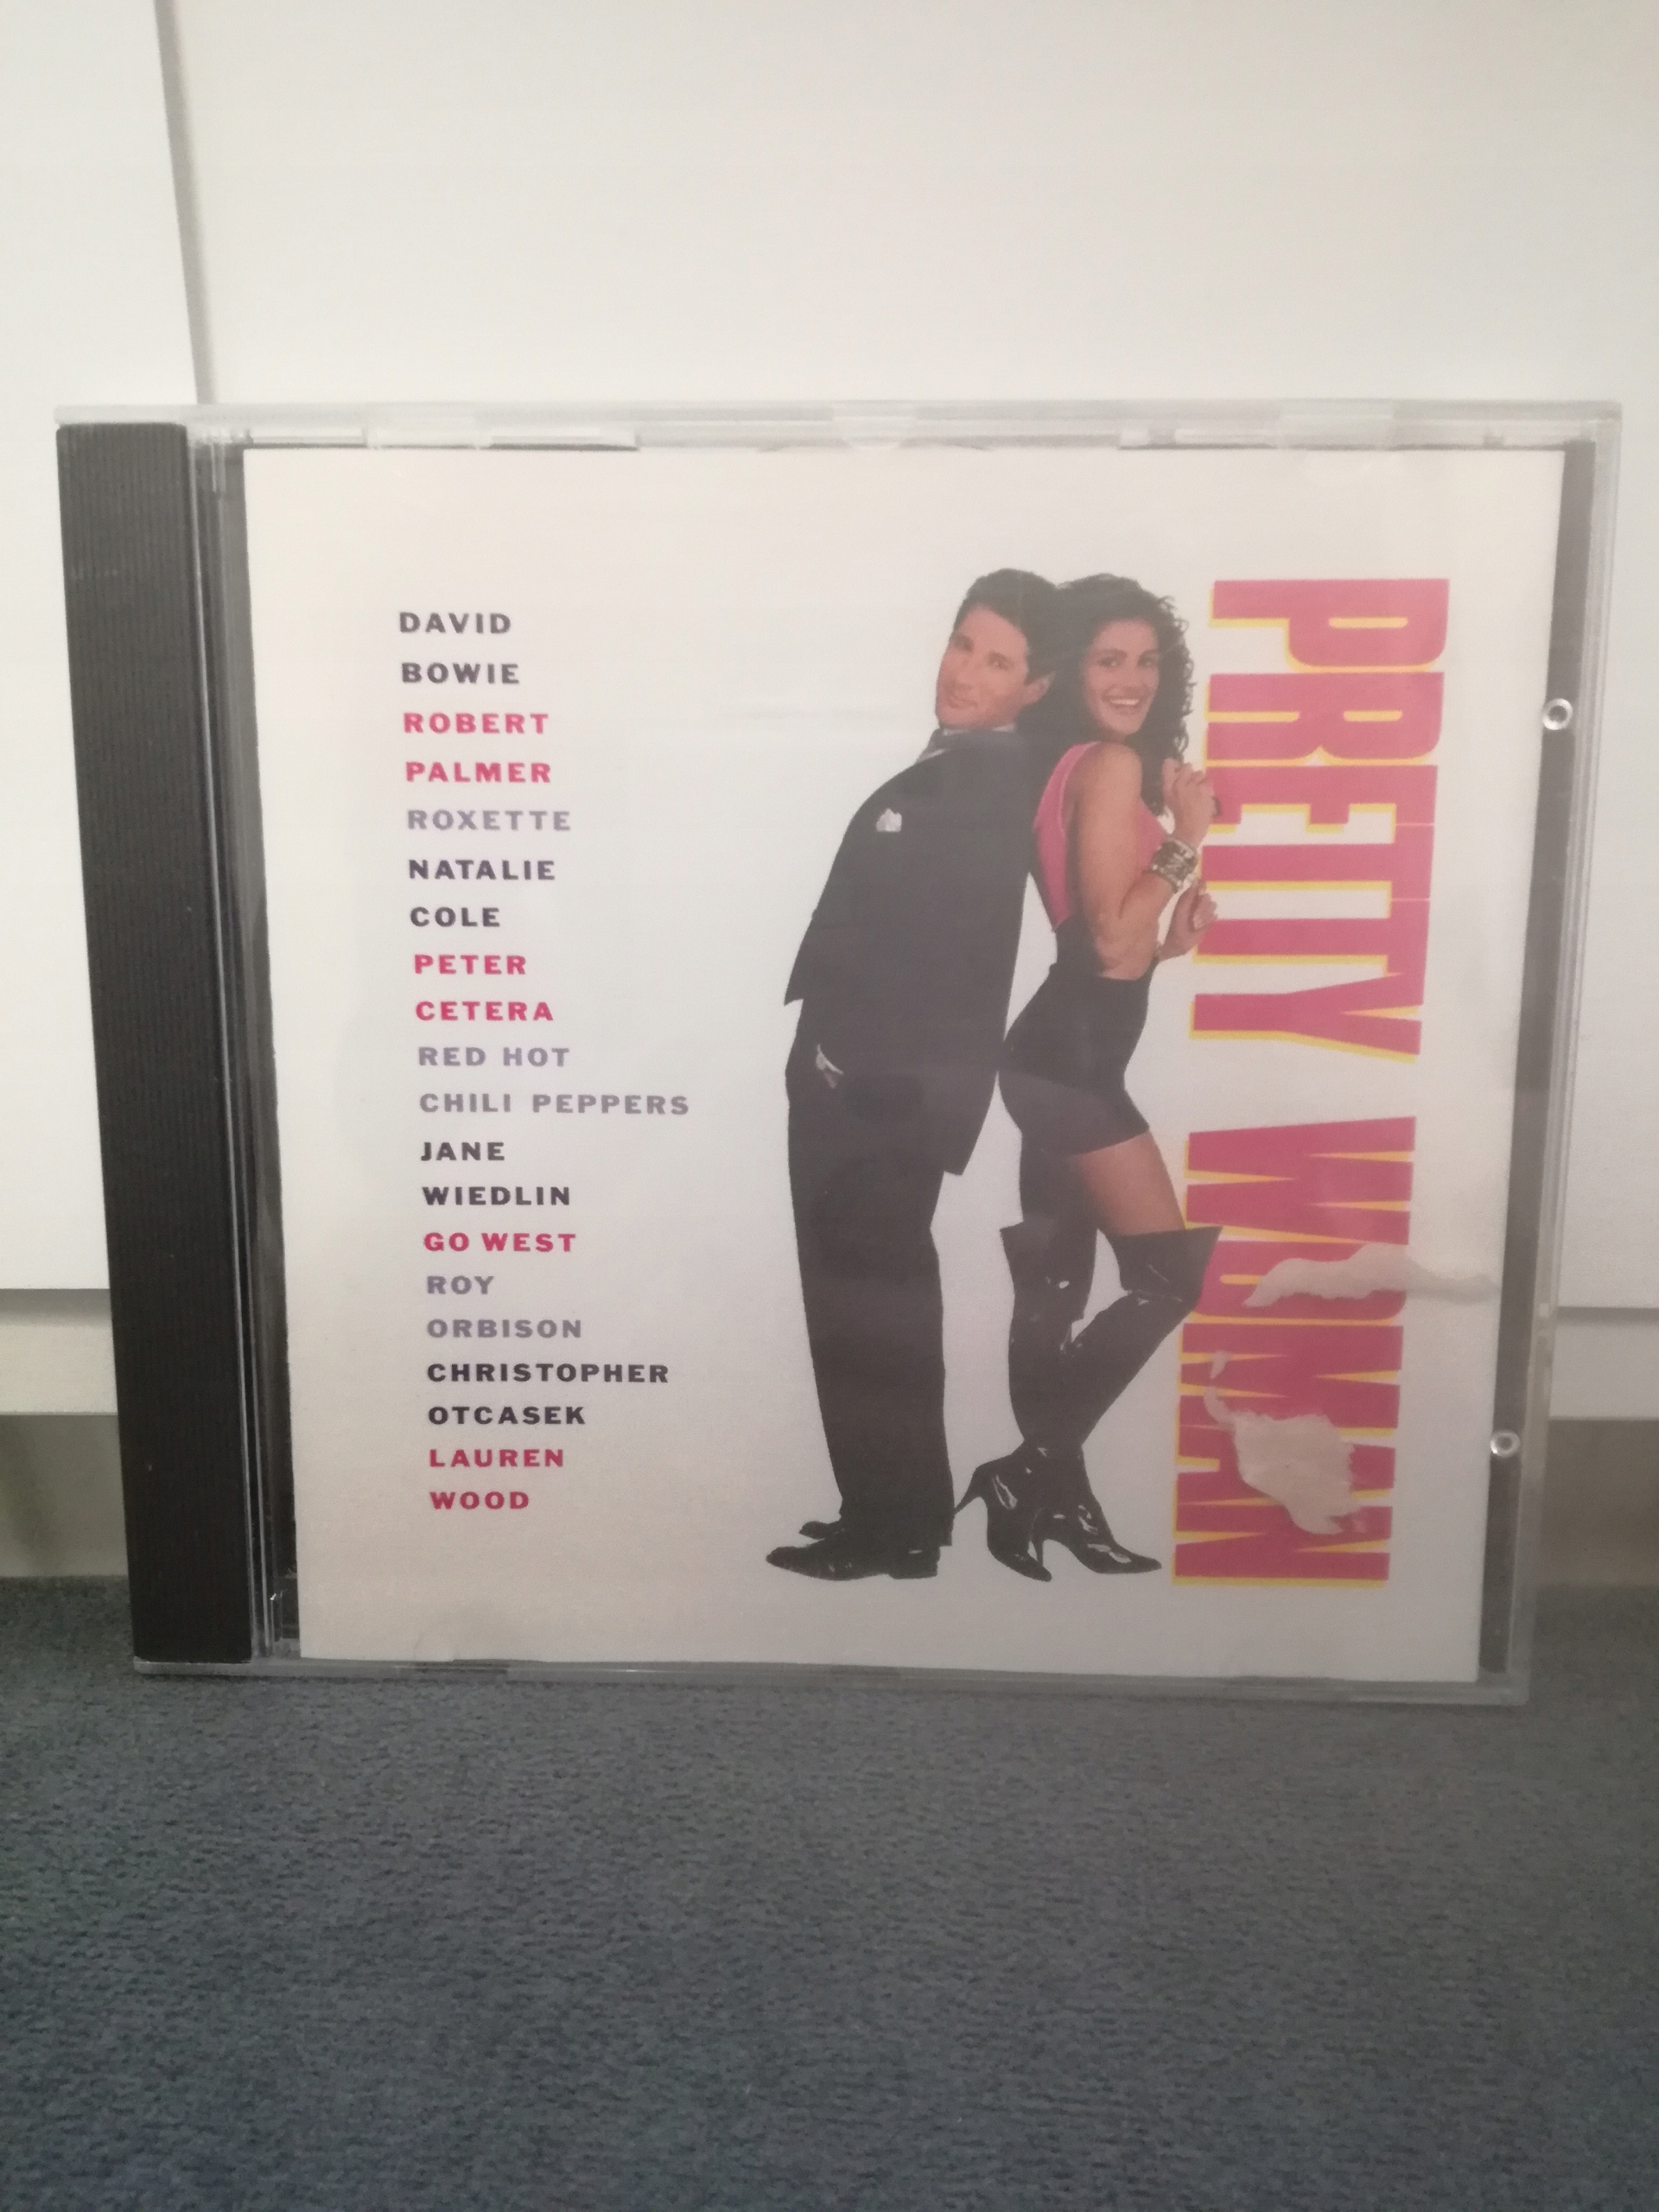 DAVID
BOWIE
ROBERT
PALMER
ROXETTE
NATALIE
COLE
PETER
CETERA
RED HOT
CHILI PEPPERS
JANE
WIEDLIN
GO WEST
ROY
ORBISON
CHRISTOPHER
OTCASEK
LAUREN
WOOD
PRETTY WOMAN